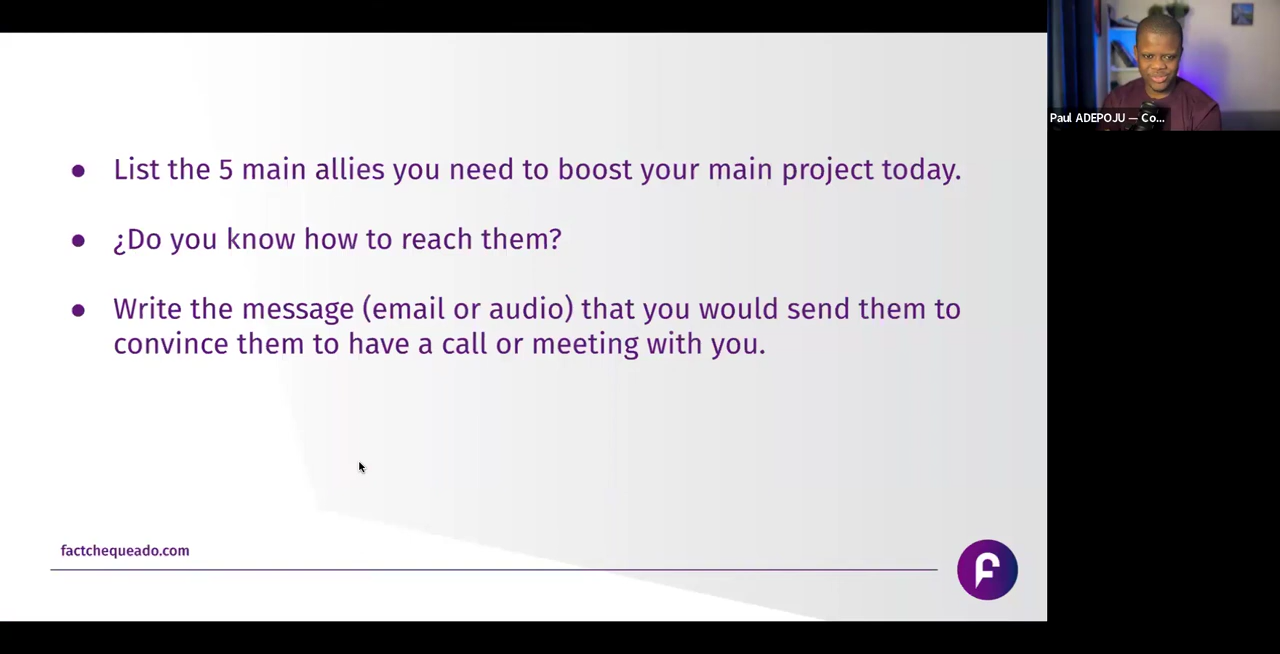 ● List the 5 main allies you need to boost your main project today.
● ¿Do you know how to reach them?
● Write the message (email or audio) that you would send them to
convince them to have a call or meeting with you.
factchequeado.com
Paul ADEPOJU — Co...